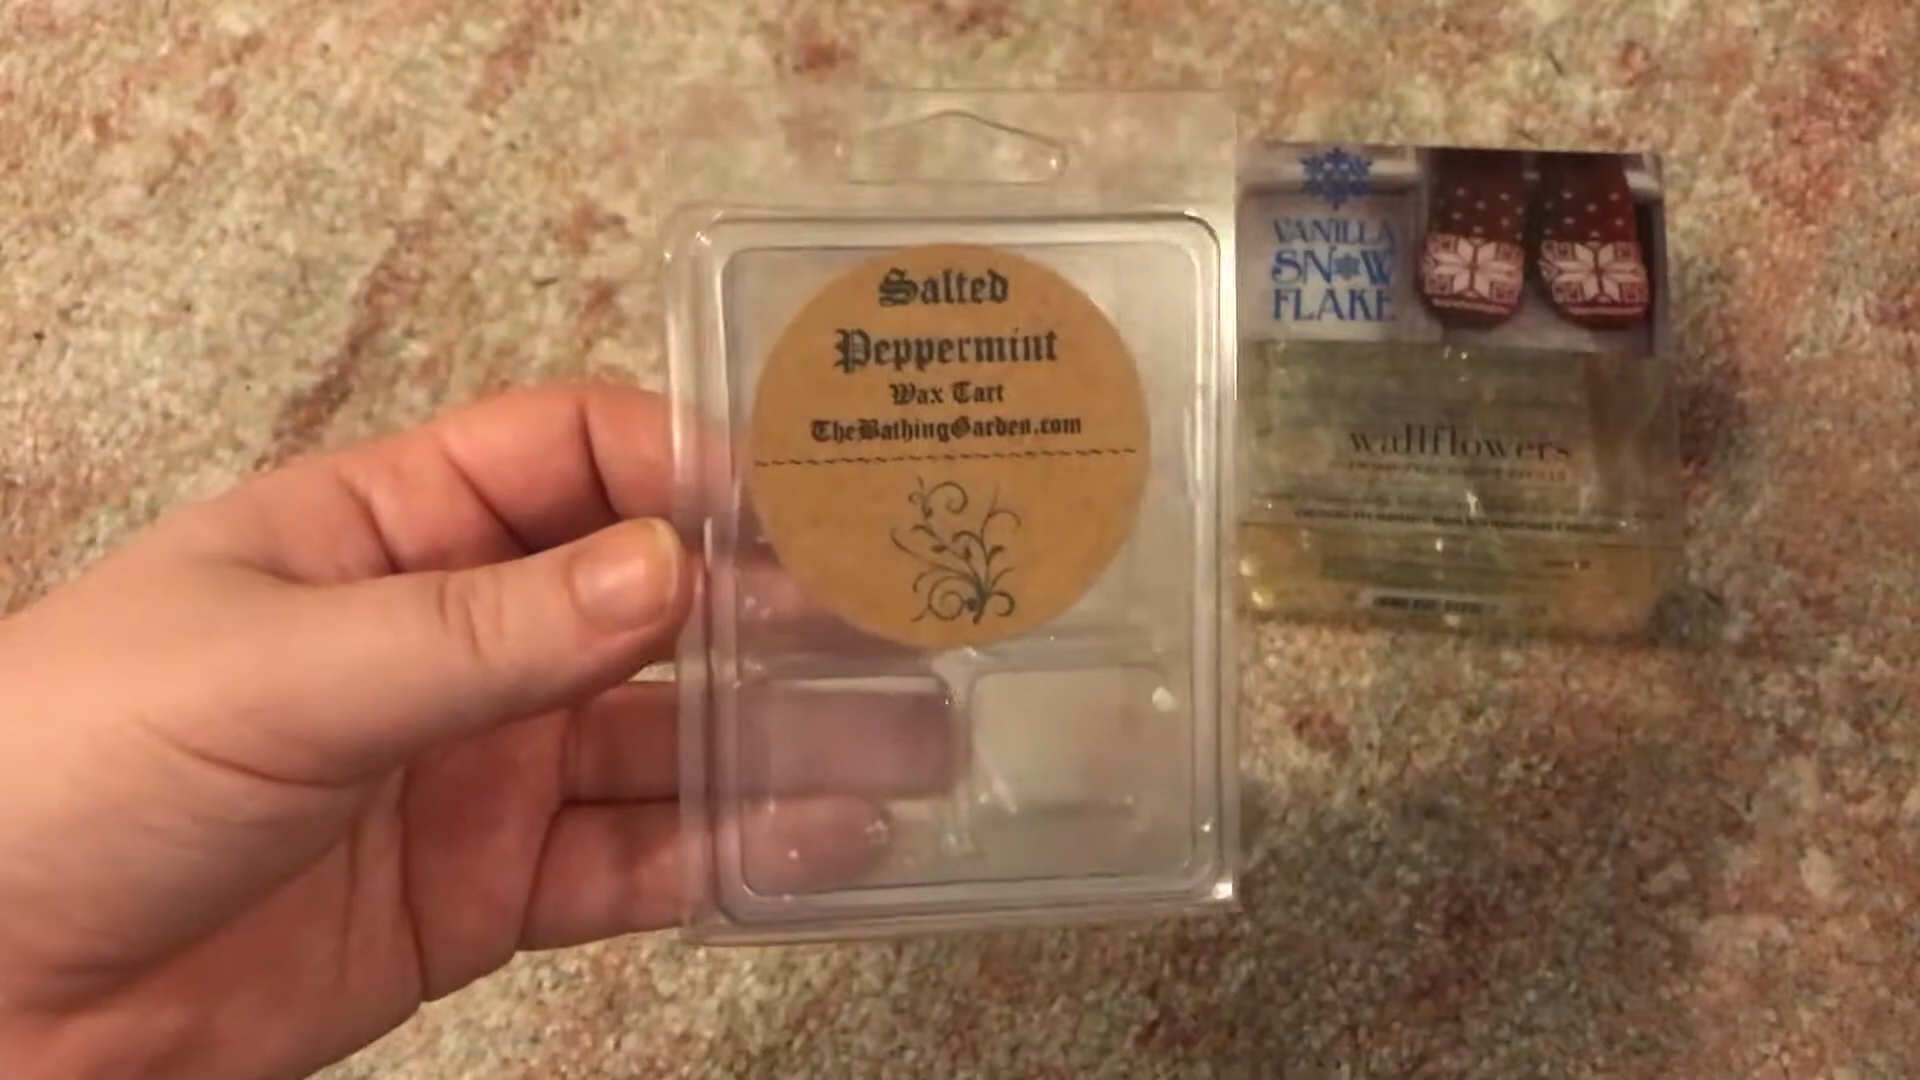 Salted
Peppermint
Wax Tart
TheBathingGarden.com
VANILLA
SNOW
FLAKE
wallflowers